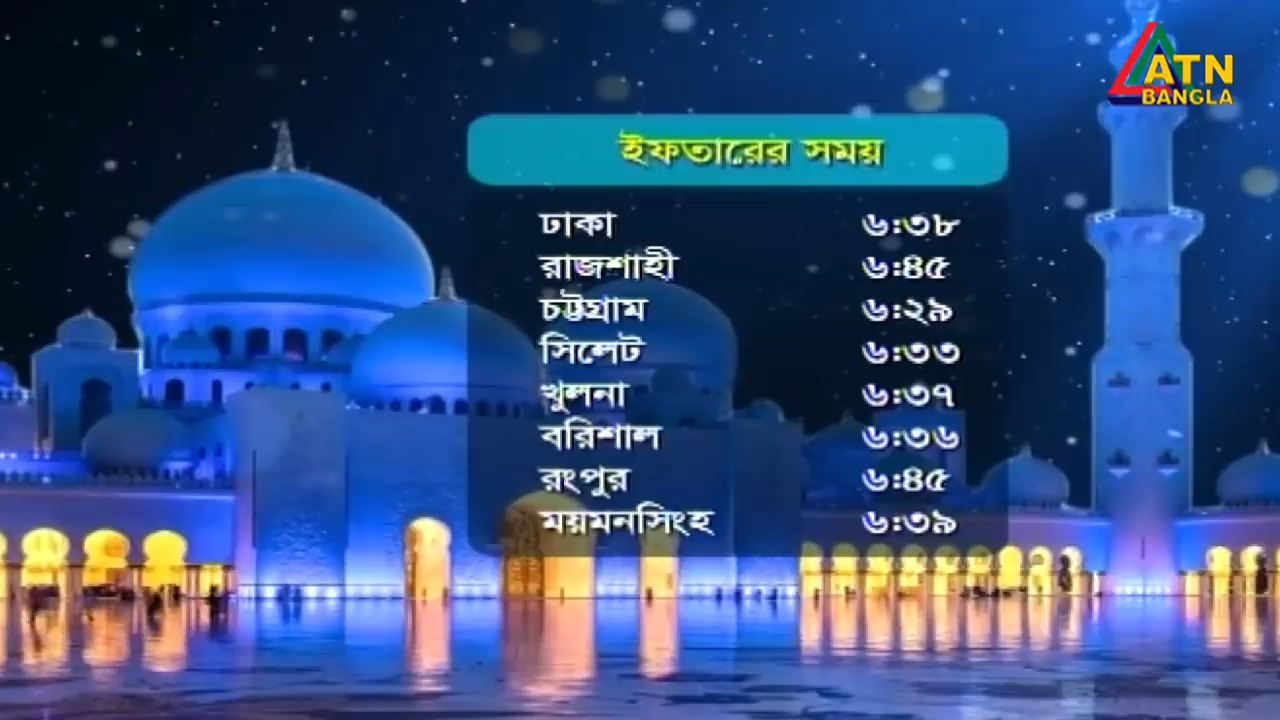 ATN
BANGLA
ইফতারের সময়
ঢাকা ৬:৩৮
রাজশাহী ৬:৪৫
চট্টগ্রাম ৬:২৯
সিলেট ৬:৩৩
খুলনা ৬:৩৭
বরিশাল ৬:৩৬
রংপুর ৬:৪৫
ময়মনসিংহ ৬:৩৯